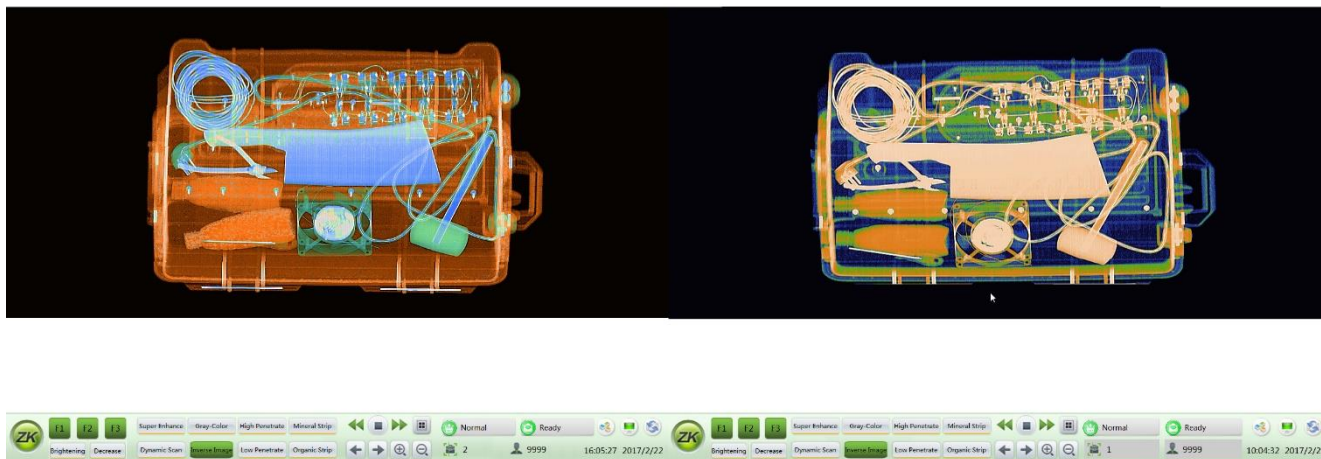 ZK F1 F2 F3 Super Enhance Gray-Color High Penetrate Mineral Strip Normal Ready
Brightening Decrease Dynamic Scan Inverse Image Low Penetrate Organic Strip 2 9999 16:05:27 2017/2/22
ZK F1 F2 F3 Super Enhance Gray-Color High Penetrate Mineral Strip Normal Ready
Brightening Decrease Dynamic Scan Inverse Image Low Penetrate Organic Strip 1 9999 10:04:32 2017/2/2